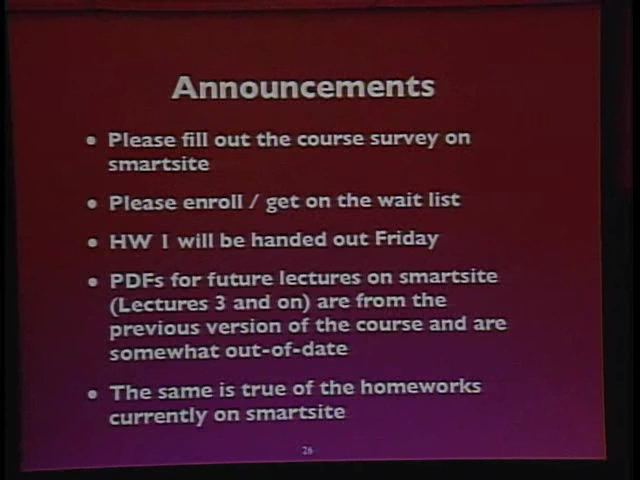 Announcements
• Please fill out the course survey on
smartsite
• Please enroll / get on the wait list
• HW 1 will be handed out Friday
• PDFs for future lectures on smartsite
(Lectures 3 and on) are from the
previous version of the course and are
somewhat out-of-date
• The same is true of the homeworks
currently on smartsite